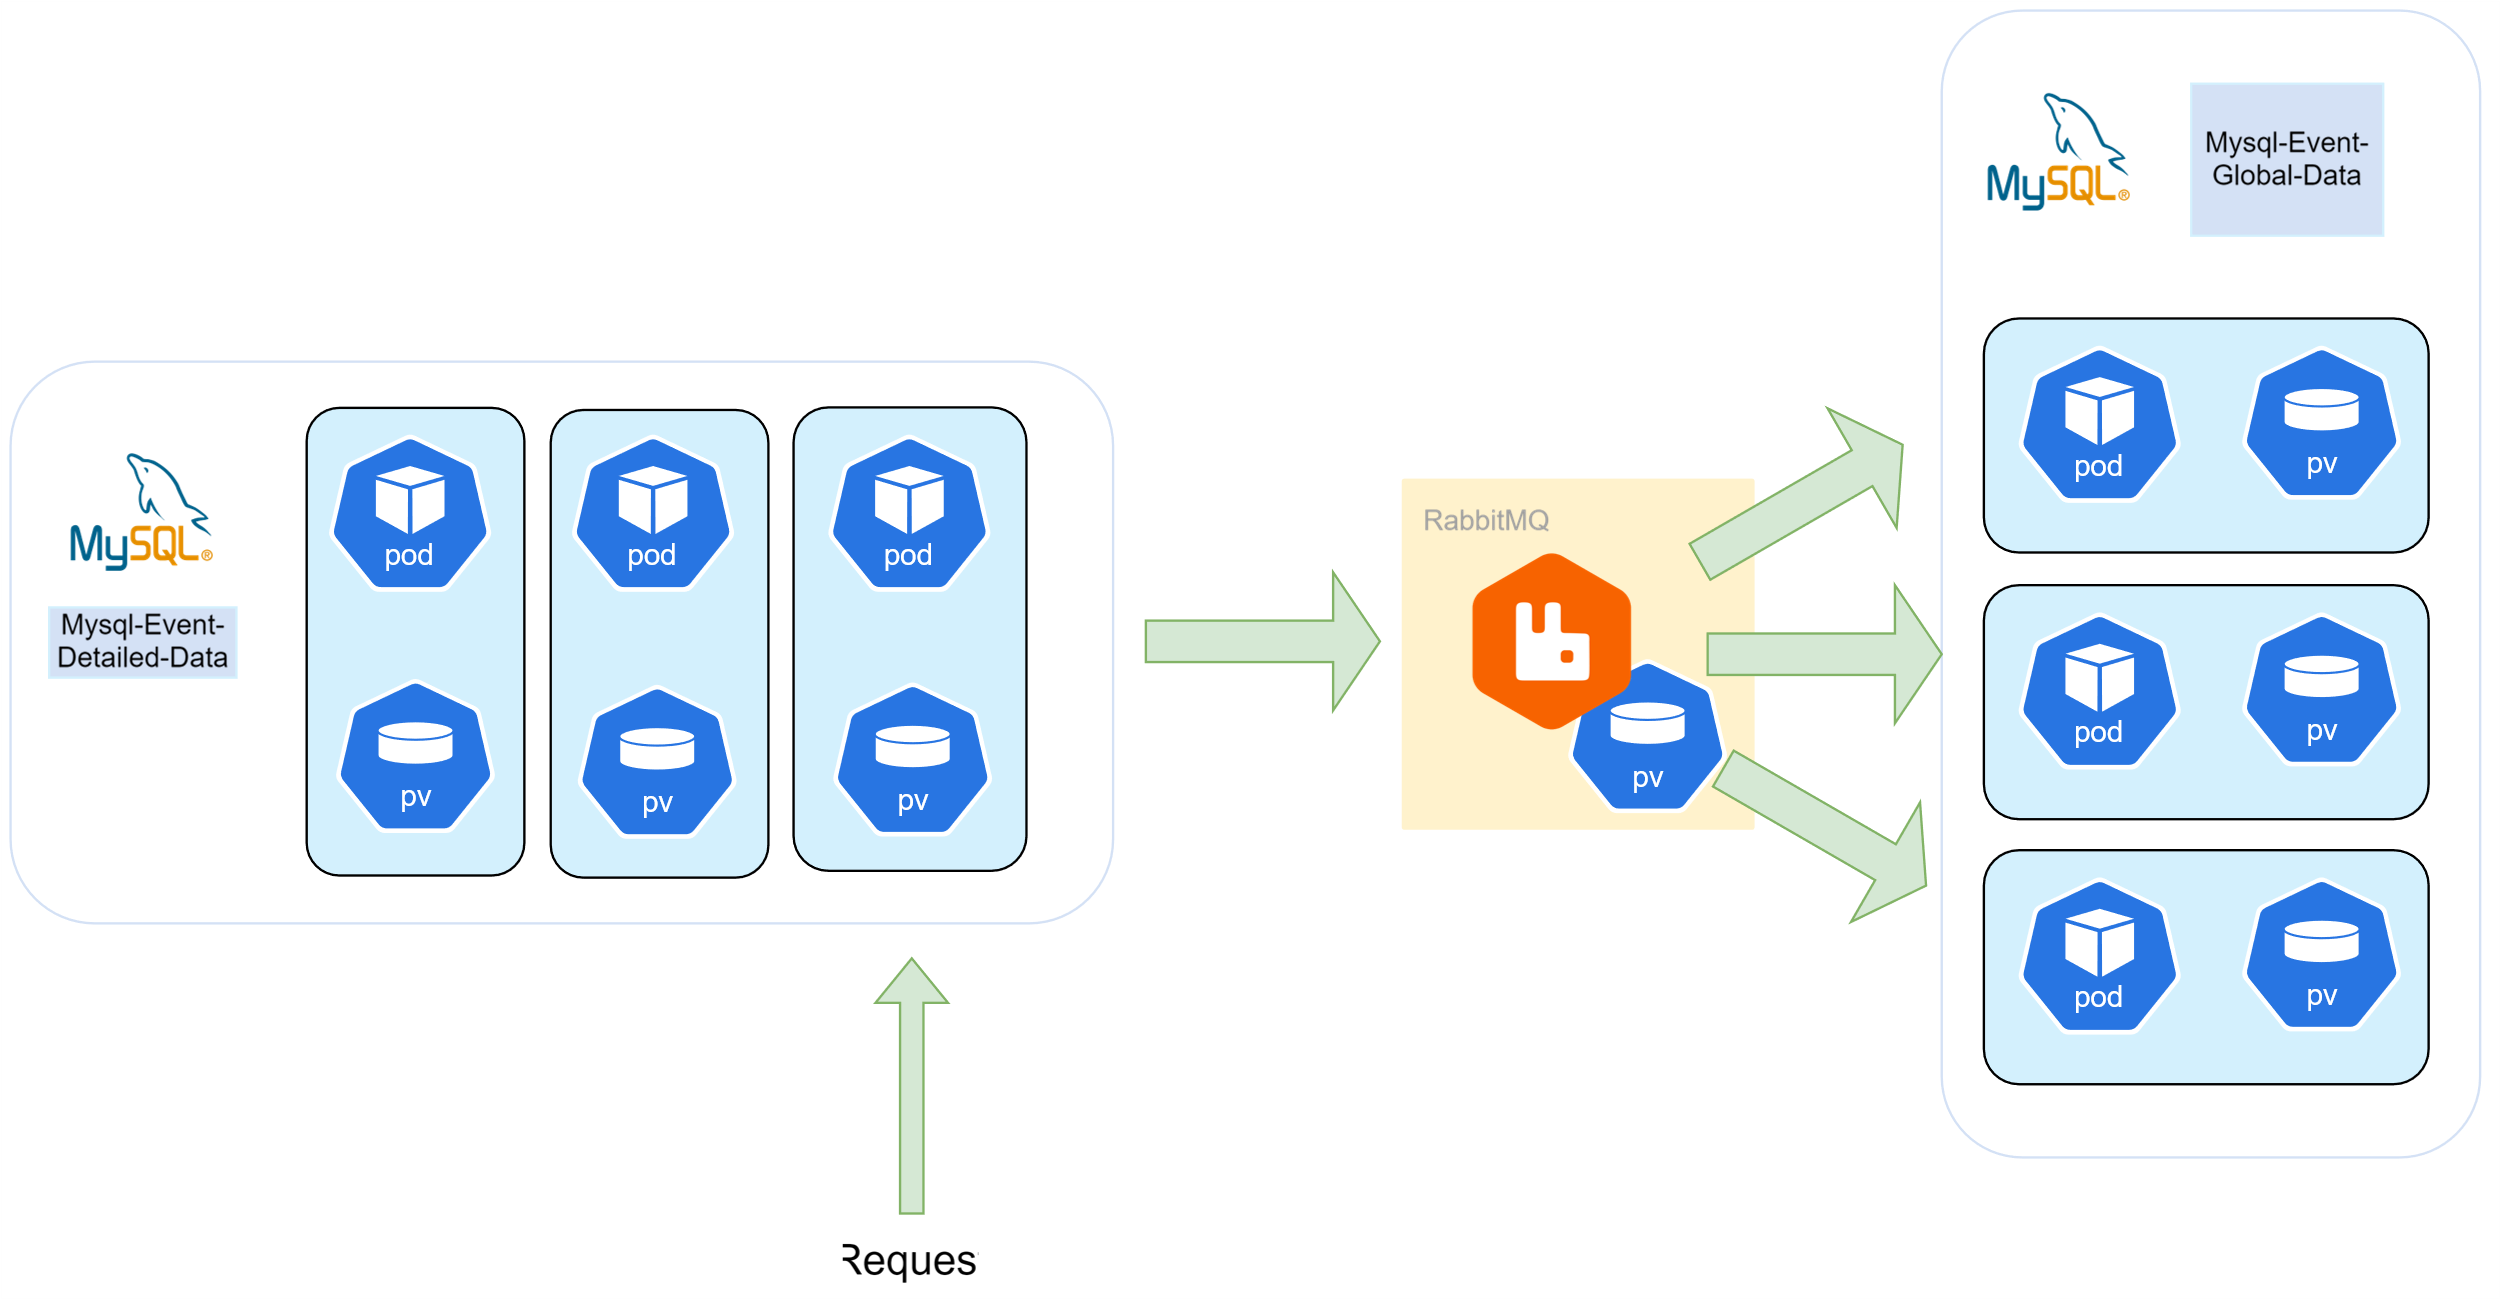 MySQL®
Mysql-Event-
Detailed-Data
pod
pod
pod
pv
pv
pv
Reques
RabbitMQ
pv
MySQL®
Mysql-Event-
Global-Data
pod
pv
pod
pv
pod
pv